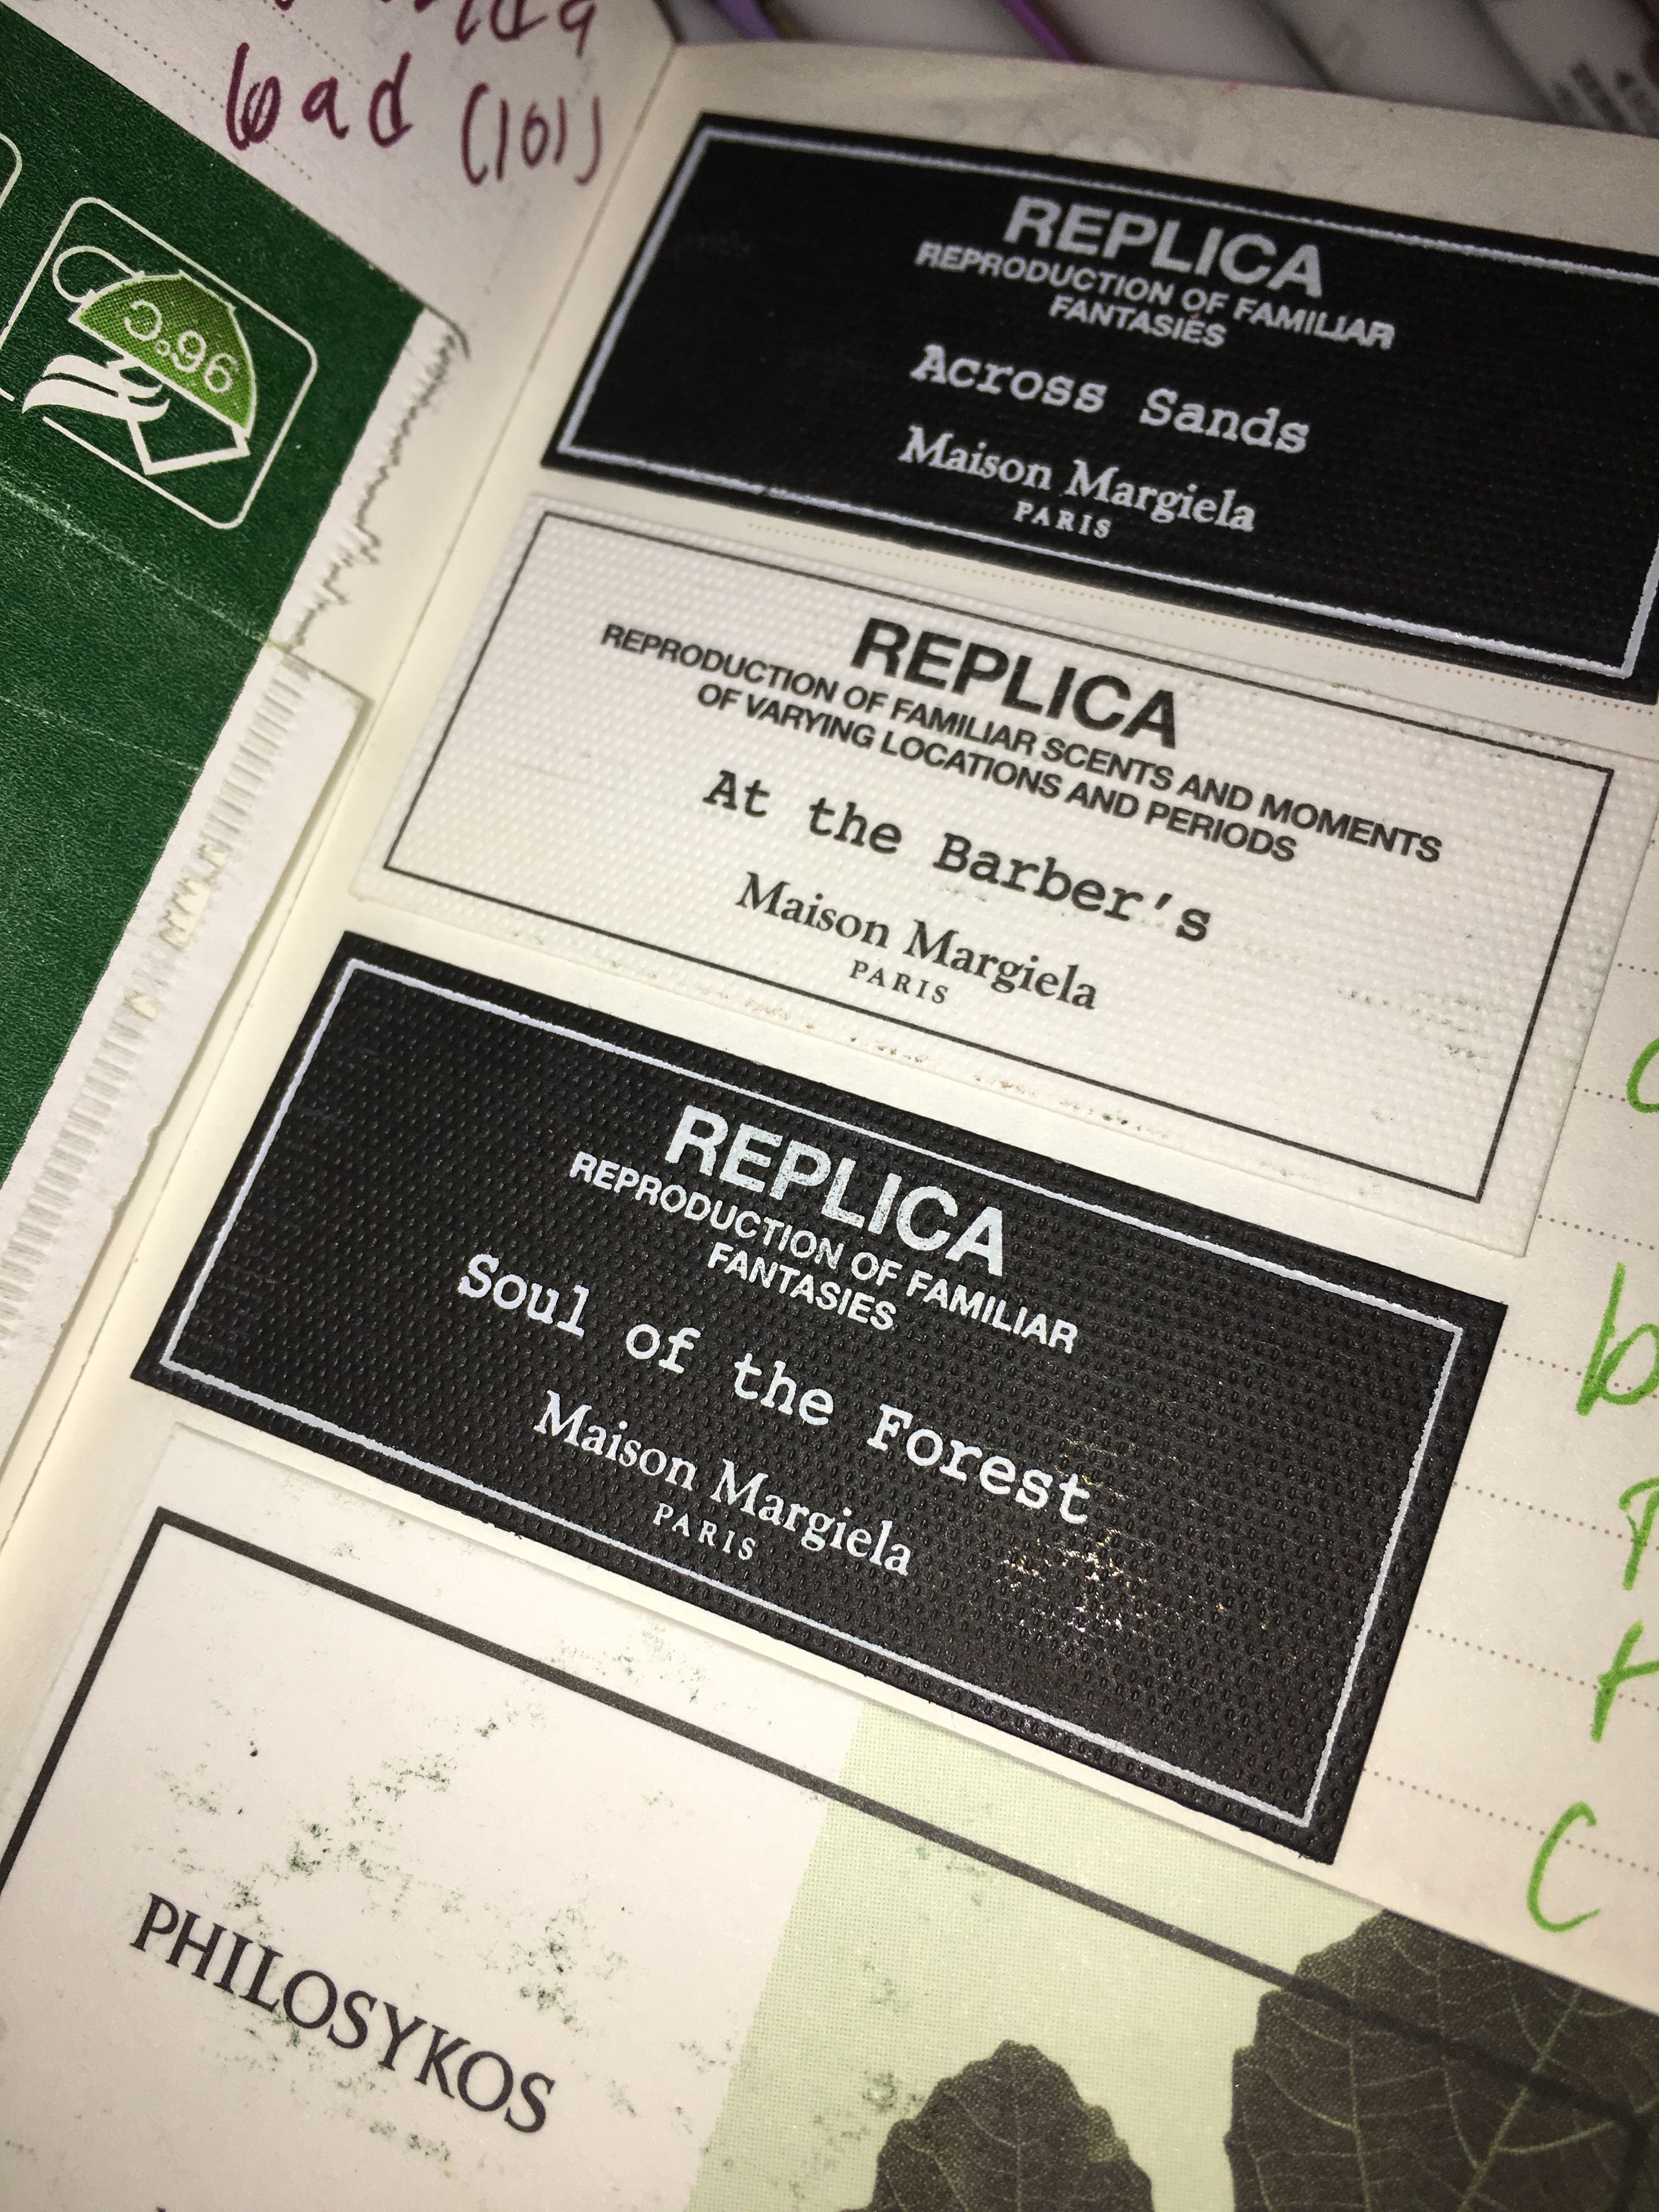 bad (101)
96°C
REPLICA
REPRODUCTION OF FAMILIAR
FANTASIES
Across Sands
Maison Margiela
PARIS
REPLICA
REPRODUCTION OF FAMILIAR SCENTS AND MOMENTS
OF VARYING LOCATIONS AND PERIODS
At the Barber's
Maison Margiela
PARIS
REPLICA
REPRODUCTION OF FAMILIAR
FANTASIES
Soul of the Forest
Maison Margiela
PARIS
PHILOSYKOS